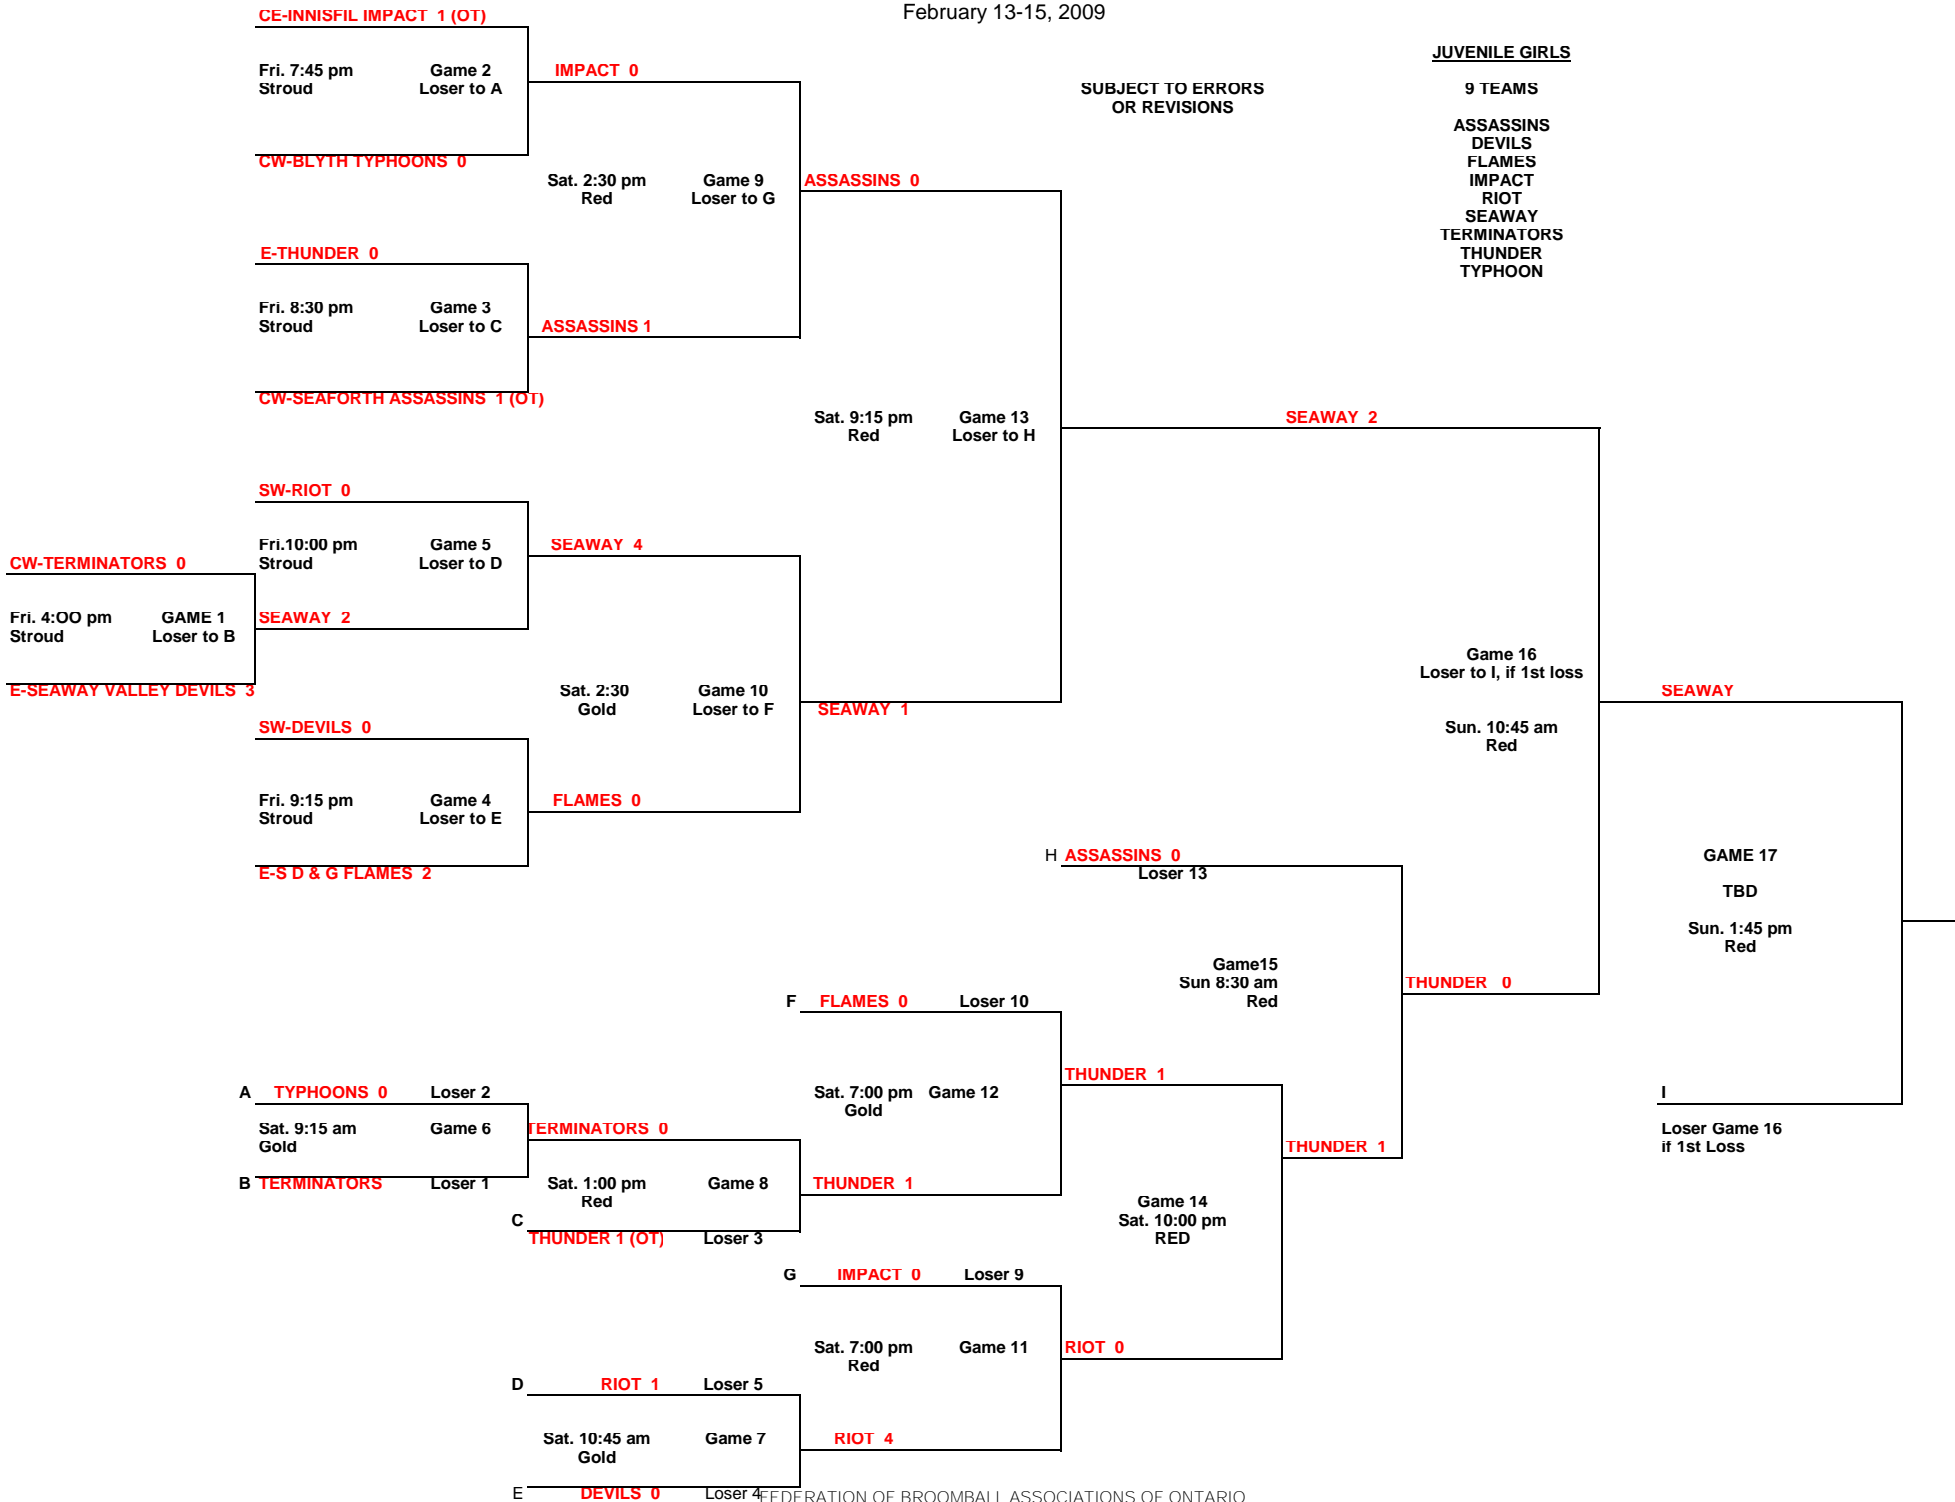 February 13-15, 2009
CE-INNISFIL IMPACT 1 (OT)
JUVENILE GIRLS
9 TEAMS
ASSASSINS
DEVILS
FLAMES
IMPACT
RIOT
SEAWAY
TERMINATORS
THUNDER
TYPHOON
SUBJECT TO ERRORS
OR REVISIONS
Fri. 7:45 pm Game 2
Stroud Loser to A
IMPACT 0
CW-BLYTH TYPHOONS 0
Sat. 2:30 pm Game 9
Red Loser to G
ASSASSINS 0
E-THUNDER 0
Fri. 8:30 pm Game 3
Stroud Loser to C
ASSASSINS 1
CW-SEAFORTH ASSASSINS 1 (OT)
Sat. 9:15 pm Game 13
Red Loser to H
SEAWAY 2
SW-RIOT 0
Fri.10:00 pm Game 5
Stroud Loser to D
SEAWAY 4
CW-TERMINATORS 0
Fri. 4:OO pm GAME 1
Stroud Loser to B
SEAWAY 2
E-SEAWAY VALLEY DEVILS 3
Sat. 2:30 Game 10
Gold Loser to F
SEAWAY 1
Game 16
Loser to I, if 1st loss
Sun. 10:45 am
Red
SEAWAY
SW-DEVILS 0
Fri. 9:15 pm Game 4
Stroud Loser to E
FLAMES 0
E-S D & G FLAMES 2
H ASSASSINS 0
Loser 13
GAME 17
TBD
Sun. 1:45 pm
Red
Game15
Sun 8:30 am
Red
THUNDER 0
F FLAMES 0 Loser 10
THUNDER 1
A TYPHOONS 0 Loser 2
Sat. 7:00 pm Game 12
Gold
I
Loser Game 16
if 1st Loss
Sat. 9:15 am Game 6
Gold
TERMINATORS 0
THUNDER 1
B TERMINATORS Loser 1
Sat. 1:00 pm Game 8
Red
THUNDER 1
Game 14
Sat. 10:00 pm
RED
C
THUNDER 1 (OT) Loser 3
G IMPACT 0 Loser 9
Sat. 7:00 pm Game 11
Red
RIOT 0
D RIOT 1 Loser 5
Sat. 10:45 am Game 7
Gold
RIOT 4
E DEVILS 0 Loser 4
FEDERATION OF BROOMBALL ASSOCIATIONS OF ONTARIO